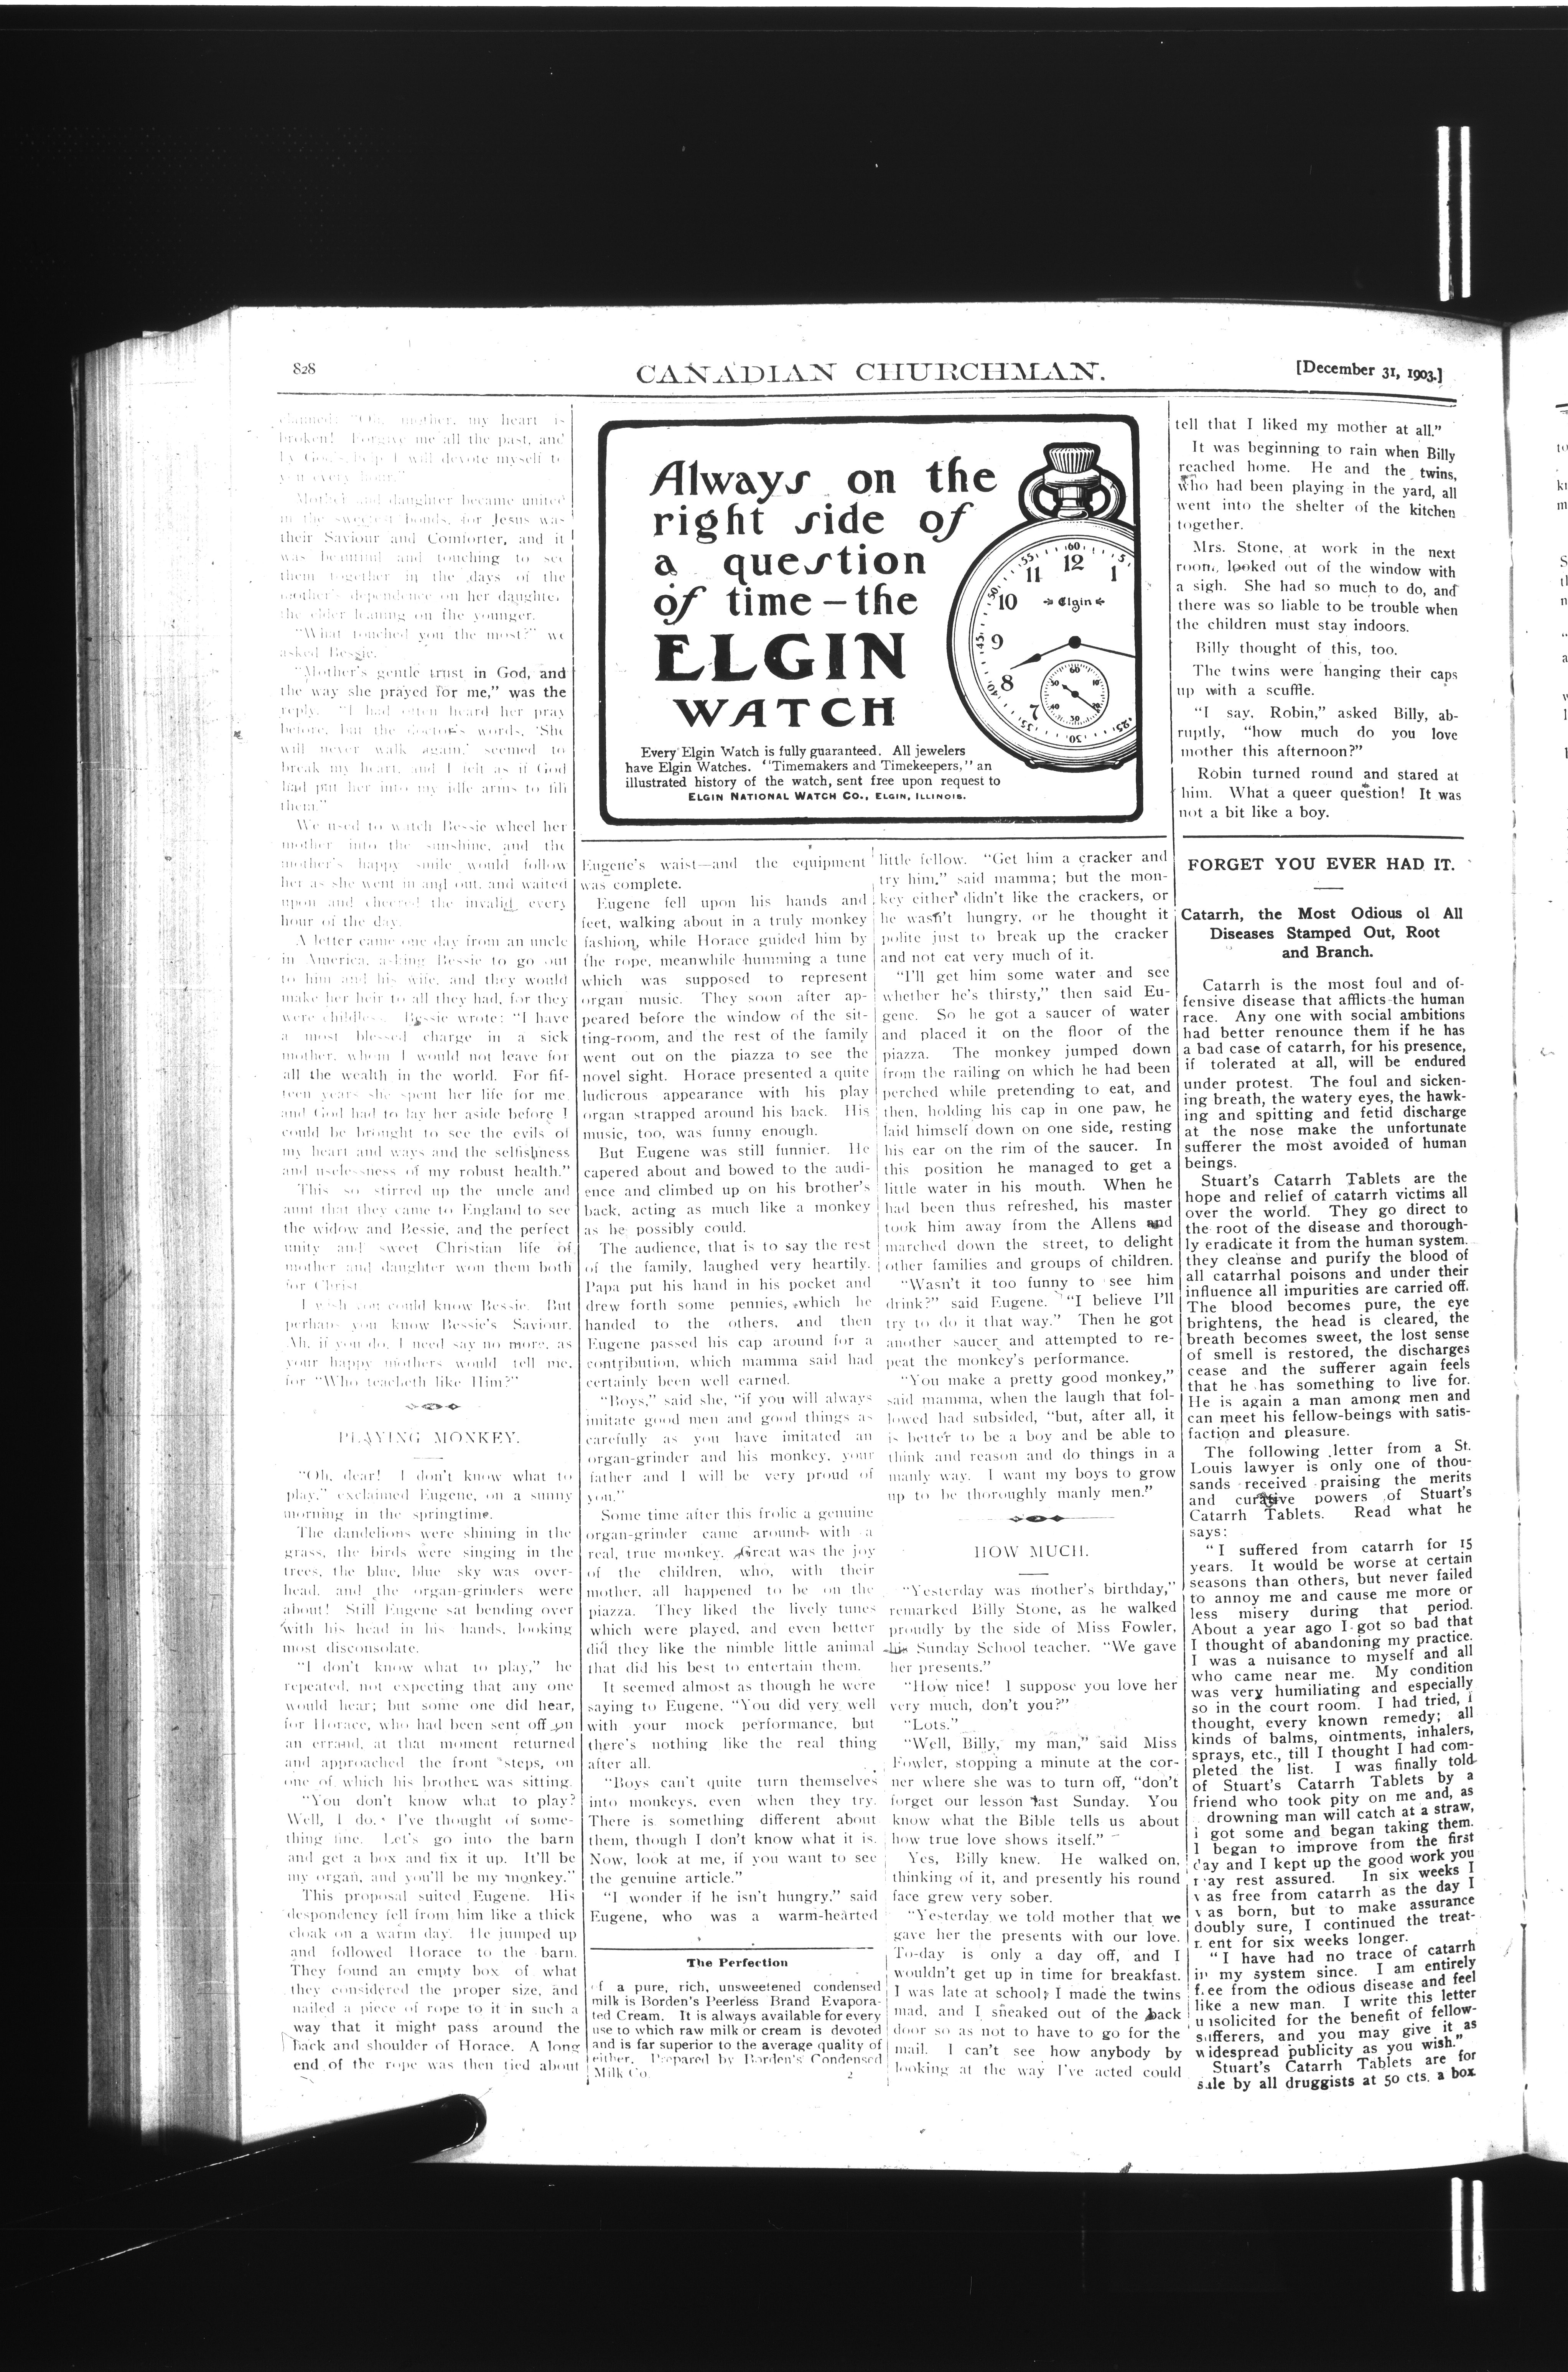 828
CANADIAN CHURCHMAN.
[December 31, 1903.]
claimed: "Oh, mother, my heart is
broken! Forgive me all the past, and
by God's help I will devote myself to
you every hour."
Mother and daughter became united
in the sweetest bonds, for Jesus was
their Saviour and Comforter, and it
was beautiful and touching to see
them together in the days of the
mother's dependence on her daughter,
the elder leaning on the younger.
"What touched you the most?" we
asked Bessie.
"Mother's gentle trust in God, and
the way she prayed for me," was the
reply. "I had often heard her pray
before, but the doctor's words, 'She
will never walk again,' seemed to
break my heart, and I felt as if God
had put her into my idle arms to fill
them."
We used to watch Bessie wheel her
mother into the sunshine, and the
mother's happy smile would follow
her as she went in and out, and waited
upon and cheered the invalid every
hour of the day.
A letter came one day from an uncle
in America, asking Bessie to go out
to him and his wife, and they would
make her heir to all they had, for they
were childless. Bessie wrote: "I have
a most blessed charge in a sick
mother, whom I would not leave for
all the wealth in the world. For fif-
teen years she spent her life for me,
and God had to lay her aside before I
could be brought to see the evils of
my heart and ways and the selfishness
and uselessness of my robust health."
This so stirred up the uncle and
aunt that they came to England to see
the widow and Bessie, and the perfect
unity and sweet Christian life of
mother and daughter won them both
for Christ.
I wish you could know Bessie. But
perhaps you know Bessie's Saviour.
Ah, if you do, I need say no more, as
your happy mothers would tell me,
for "Who teacheth like Him?"
PLAYING MONKEY.
"Oh, dear! I don't know what to
play," exclaimed Eugene, on a sunny
morning in the springtime.
The dandelions were shining in the
grass, the birds were singing in the
trees, the blue, blue sky was over-
head, and the organ-grinders were
about! Still Eugene sat bending over
with his head in his hands, looking
most disconsolate.
"I don't know what to play," he
repeated, not expecting that any one
would hear; but some one did hear,
for Horace, who had been sent off on
an errand, at that moment returned
and approached the front steps, on
one of which his brother was sitting.
"You don't know what to play?
Well, I do. I've thought of some-
thing fine. Let's go into the barn
and get a box and fix it up. It'll be
my organ, and you'll be my monkey."
This proposal suited Eugene. His
despondency fell from him like a thick
cloak on a warm day. He jumped up
and followed Horace to the barn.
They found an empty box of what
they considered the proper size, and
nailed a piece of rope to it in such a
way that it might pass around the
back and shoulder of Horace. A long
end of the rope was then tied about
Always on the
right side of
a question
of time—the
ELGIN
WATCH
Every Elgin Watch is fully guaranteed. All jewelers
have Elgin Watches. "Timemakers and Timekeepers," an
illustrated history of the watch, sent free upon request to
ELGIN NATIONAL WATCH CO., ELGIN, ILLINOIS.
60 5
55 11 12 1
50 10 Elgin
45 9
40 8
7
60 10 20 30 40 50
35 30 25
Eugene's waist—and the equipment
was complete.
Eugene fell upon his hands and
feet, walking about in a truly monkey
fashion, while Horace guided him by
the rope, meanwhile humming a tune
which was supposed to represent
organ music. They soon after ap-
peared before the window of the sit-
ting-room, and the rest of the family
went out on the piazza to see the
novel sight. Horace presented a quite
ludicrous appearance with his play
organ strapped around his back. His
music, too, was funny enough.
But Eugene was still funnier. He
capered about and bowed to the audi-
ence and climbed up on his brother's
back, acting as much like a monkey
as he possibly could.
The audience, that is to say the rest
of the family, laughed very heartily.
Papa put his hand in his pocket and
drew forth some pennies, which he
handed to the others, and then
Eugene passed his cap around for a
contribution, which mamma said had
certainly been well earned.
"Boys," said she, "if you will always
imitate good men and good things as
carefully as you have imitated an
organ-grinder and his monkey, your
father and I will be very proud of
you."
Some time after this frolic a genuine
organ-grinder came around with a
real, true monkey. Great was the joy
of the children, who, with their
mother, all happened to be on the
piazza. They liked the lively tunes
which were played, and even better
did they like the nimble little animal
that did his best to entertain them.
It seemed almost as though he were
saying to Eugene, "You did very well
with your mock performance, but
there's nothing like the real thing
after all.
"Boys can't quite turn themselves
into monkeys, even when they try.
There is something different about
them, though I don't know what it is.
Now, look at me, if you want to see
the genuine article."
"I wonder if he isn't hungry." said
Eugene, who was a warm-hearted
The Perfection
of a pure, rich, unsweetened condensed
milk is Borden's Peerless Brand Evapora-
ted Cream. It is always available for every
use to which raw milk or cream is devoted
and is far superior to the average quality of
either. Prepared by Borden's Condensed
Milk Co. 2
little fellow. "Get him a cracker and
try him," said mamma; but the mon-
key either didn't like the crackers, or
he wasn't hungry, or he thought it
polite just to break up the cracker
and not eat very much of it.
"I'll get him some water and see
whether he's thirsty," then said Eu-
gene. So he got a saucer of water
and placed it on the floor of the
piazza. The monkey jumped down
from the railing on which he had been
perched while pretending to eat, and
then, holding his cap in one paw, he
laid himself down on one side, resting
his ear on the rim of the saucer. In
this position he managed to get a
little water in his mouth. When he
had been thus refreshed, his master
took him away from the Allens and
marched down the street, to delight
other families and groups of children.
"Wasn't it too funny to see him
drink?" said Eugene. "I believe I'll
try to do it that way." Then he got
another saucer and attempted to re-
peat the monkey's performance.
"You make a pretty good monkey,"
said mamma, when the laugh that fol-
lowed had subsided, "but, after all, it
is better to be a boy and be able to
think and reason and do things in a
manly way. I want my boys to grow
up to be thoroughly manly men."
HOW MUCH.
"Yesterday was mother's birthday,"
remarked Billy Stone, as he walked
proudly by the side of Miss Fowler,
his Sunday School teacher. "We gave
her presents."
"How nice! I suppose you love her
very much, don't you?"
"Lots."
"Well, Billy, my man," said Miss
Fowler, stopping a minute at the cor-
ner where she was to turn off, "don't
forget our lesson last Sunday. You
know what the Bible tells us about
how true love shows itself."
Yes, Billy knew. He walked on,
thinking of it, and presently his round
face grew very sober.
"Yesterday we told mother that we
gave her the presents with our love.
To-day is only a day off, and I
wouldn't get up in time for breakfast.
I was late at school; I made the twins
mad, and I sneaked out of the back
door so as not to have to go for the
mail. I can't see how anybody by
looking at the way I've acted could
tell that I liked my mother at all."
It was beginning to rain when Billy
reached home. He and the twins,
who had been playing in the yard, all
went into the shelter of the kitchen
together.
Mrs. Stone, at work in the next
room, looked out of the window with
a sigh. She had so much to do, and
there was so liable to be trouble when
the children must stay indoors.
Billy thought of this, too.
The twins were hanging their caps
up with a scuffle.
"I say, Robin," asked Billy, ab-
ruptly, "how much do you love
mother this afternoon?"
Robin turned round and stared at
him. What a queer question! It was
not a bit like a boy.
FORGET YOU EVER HAD IT.
Catarrh, the Most Odious ol All
Diseases Stamped Out, Root
and Branch.
Catarrh is the most foul and of-
fensive disease that afflicts the human
race. Any one with social ambitions
had better renounce them if he has
a bad case of catarrh, for his presence,
if tolerated at all, will be endured
under protest. The foul and sicken-
ing breath, the watery eyes, the hawk-
ing and spitting and fetid discharge
at the nose make the unfortunate
sufferer the most avoided of human
beings.
Stuart's Catarrh Tablets are the
hope and relief of catarrh victims all
over the world. They go direct to
the root of the disease and thorough-
ly eradicate it from the human system.
they cleanse and purify the blood of
all catarrhal poisons and under their
influence all impurities are carried off.
The blood becomes pure, the eye
brightens, the head is cleared, the
breath becomes sweet, the lost sense
of smell is restored, the discharges
cease and the sufferer again feels
that he has something to live for.
He is again a man among men and
can meet his fellow-beings with satis-
faction and pleasure.
The following letter from a St.
Louis lawyer is only one of thou-
sands received praising the merits
and curative powers of Stuart's
Catarrh Tablets. Read what he
says:
"I suffered from catarrh for 15
years. It would be worse at certain
seasons than others, but never failed
to annoy me and cause me more or
less misery during that period.
About a year ago I got so bad that
I thought of abandoning my practice.
I was a nuisance to myself and all
who came near me. My condition
was very humiliating and especially
so in the court room. I had tried, I
thought, every known remedy; all
kinds of balms, ointments, inhalers,
sprays, etc., till I thought I had com-
pleted the list. I was finally told
of Stuart's Catarrh Tablets by a
friend who took pity on me and, as
drowning man will catch at a straw,
i got some and began taking them.
I began to improve from the first
day and I kept up the good work you
may rest assured. In six weeks I
was as free from catarrh as the day I
was born, but to make assurance
doubly sure, I continued the treat-
ment for six weeks longer.
"I have had no trace of catarrh
in my system since. I am entirely
free from the odious disease and feel
like a new man. I write this letter
unsolicited for the benefit of fellow-
sufferers, and you may give it as
widespread publicity as you wish."
Stuart's Catarrh Tablets are for
sale by all druggists at 50 cts. a box